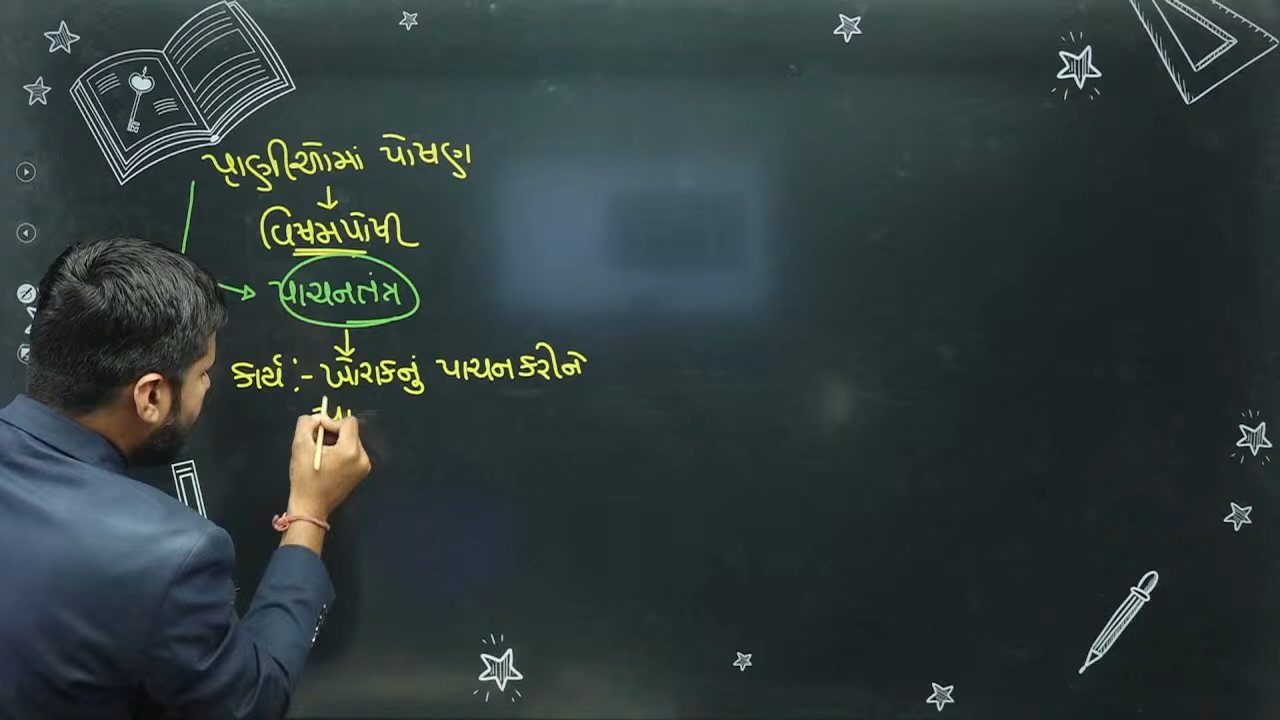 પ્રાણીઓમાં પોષણ
વિષમપોષી
પાચનતંત્ર
કાર્ય :- ખોરાકનું પાચન કરીને